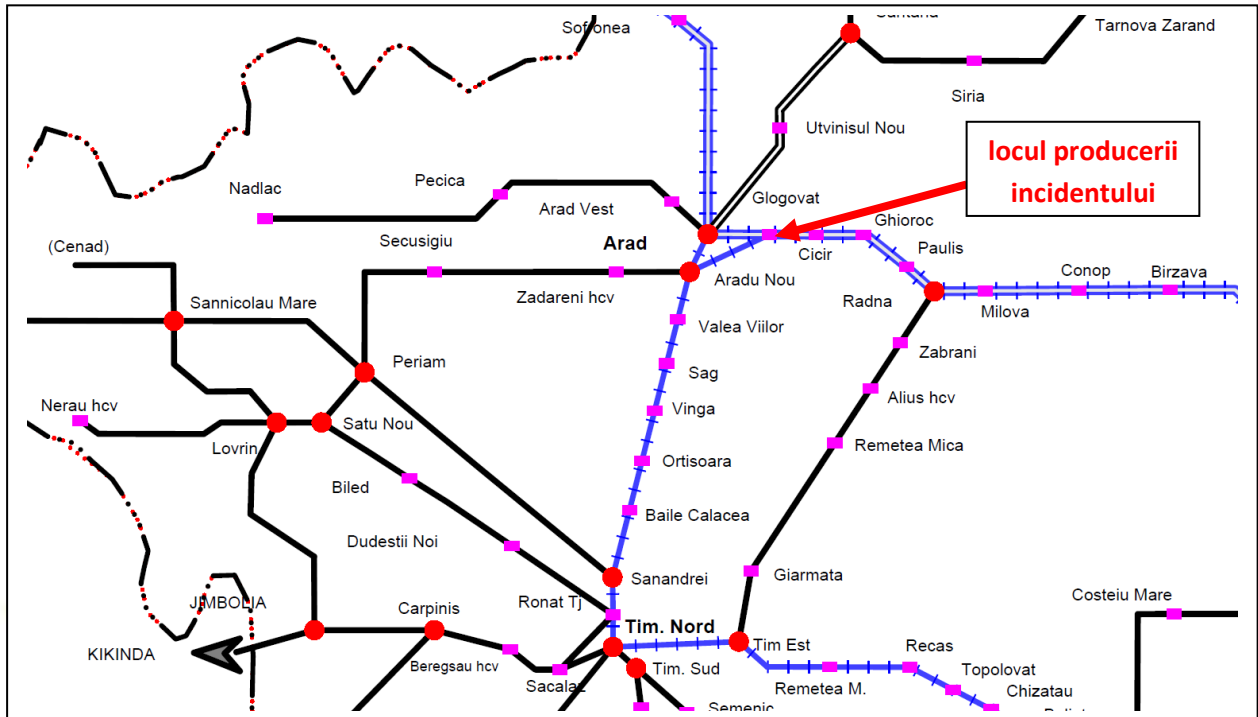 Santana
Sofronea
Tarnova Zarand
Siria
Utvinisul Nou
locul producerii
incidentului
Nadlac
Pecica
Arad Vest
Secusigiu
Glogovat
Ghioroc
Paulis
Arad
Cicir
(Cenad)
Zadareni hcv
Aradu Nou
Conop
Birzava
Sannicolau Mare
Radna
Milova
Valea Viilor
Zabrani
Periam
Sag
Alius hcv
Nerau hcv
Satu Nou
Vinga
Lovrin
Remetea Mica
Ortisoara
Biled
Baile Calacea
Dudestii Noi
Sanandrei
Giarmata
JIMBOLIA
Carpinis
Ronat Tj
Costeiu Mare
Tim. Nord
KIKINDA
Beregsau hcv
Tim Est
Recas
Sacalaz
Tim. Sud
Topolovat
Remetea M.
Chizatau
Semenic